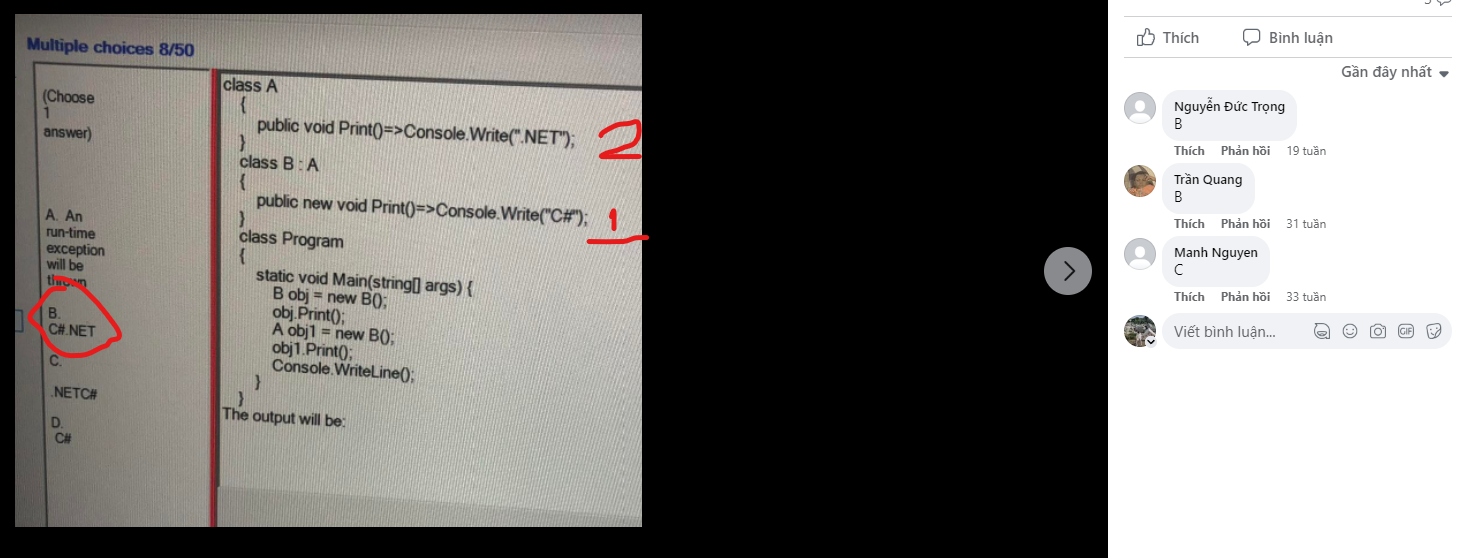 Multiple choices 8/50
(Choose
1
answer)
A. An
run-time
exception
will be
thrown
B.
C#.NET
C.
.NETC#
D.
C#
class A
{
public void Print()=>Console.Write(".NET");
2
}
class B : A
{
public new void Print()=>Console.Write("C#");
1
}
class Program
{
static void Main(string[] args) {
B obj = new B();
obj.Print();
A obj1 = new B();
obj1.Print();
Console.WriteLine();
}
}
The output will be:
Thích
Bình luận
Gần đây nhất
Nguyễn Đức Trọng
B
Thích Phản hồi 19 tuần
Trần Quang
B
Thích Phản hồi 31 tuần
Manh Nguyen
C
Thích Phản hồi 33 tuần
Viết bình luận...
GIF